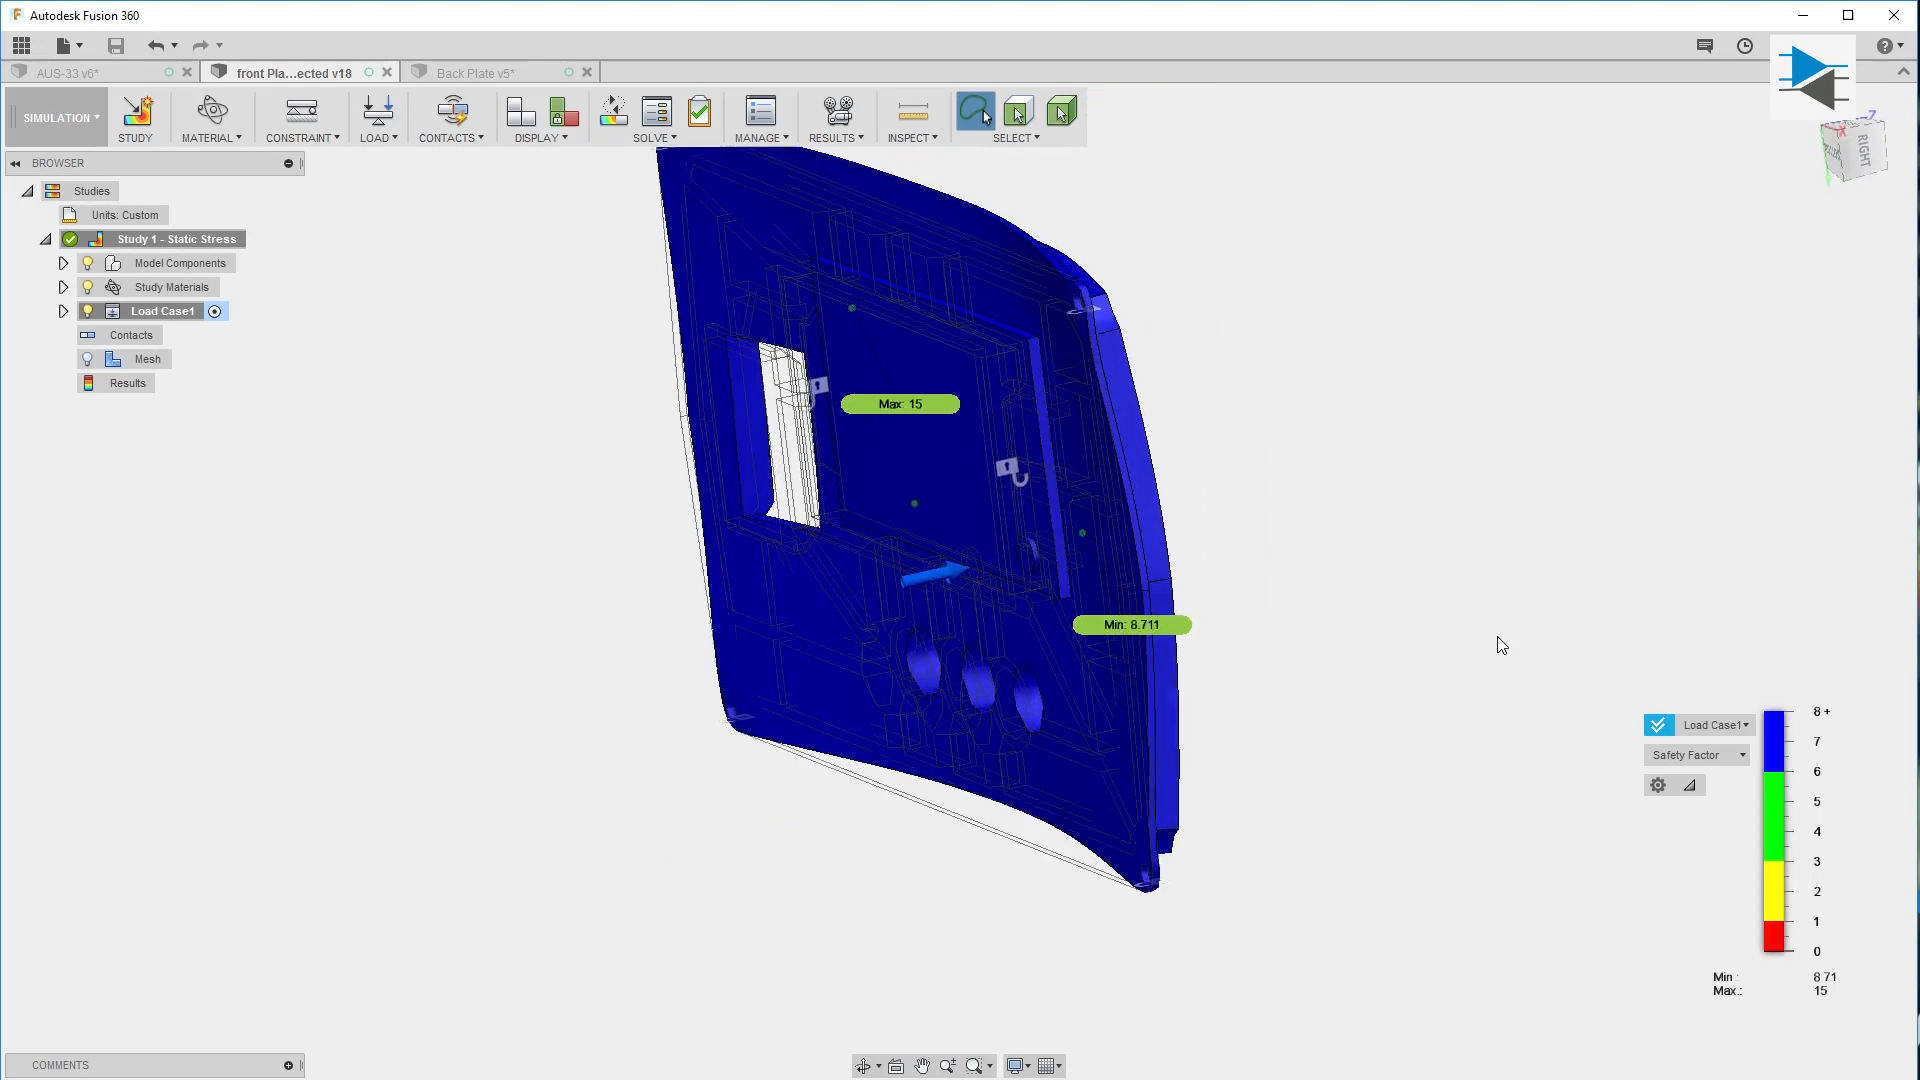 Autodesk Fusion 360
AUS-33 v6*
front Pla...ected v18
Back Plate v5*
SIMULATION
STUDY
MATERIAL
CONSTRAINT
LOAD
CONTACTS
DISPLAY
SOLVE
MANAGE
RESULTS
INSPECT
SELECT
RIGHT
BROWSER
Studies
Units: Custom
Study 1 - Static Stress
Model Components
Study Materials
Load Case1
Contacts
Mesh
Results
Max: 15
Min: 8.711
Load Case1
Safety Factor
8 +
7
6
5
4
3
2
1
0
Min : 8 71
Max.: 15
COMMENTS